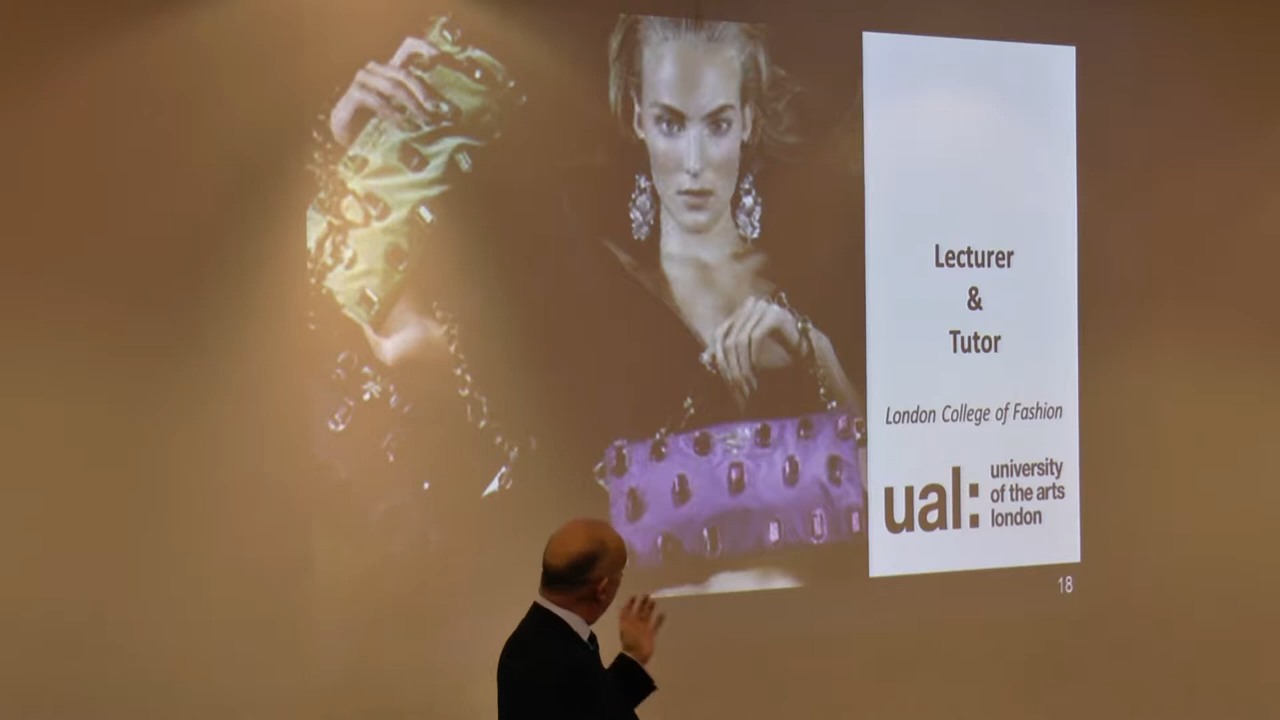 Lecturer
&
Tutor
London College of Fashion
ual:
university
of the arts
london
18